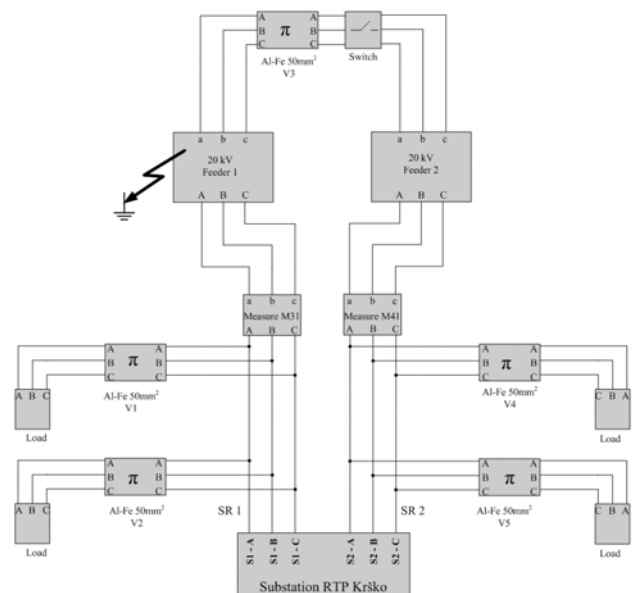 A A
B π B
C C
Al-Fe 50mm²
V3
Switch
a b c
20 kV
Feeder 1
A B C
a b c
20 kV
Feeder 2
A B C
a b c
Measure M31
A B C
a b c
Measure M41
A B C
A A
B π B
C C
Al-Fe 50mm²
V1
A B C
Load
A A
B π B
C C
Al-Fe 50mm²
V4
C B A
Load
A A
B π B
C C
Al-Fe 50mm²
V2
A B C
Load
A A
B π B
C C
Al-Fe 50mm²
V5
C B A
Load
SR 1
SR 2
S1 - A
S1 - B
S1 - C
S2 - A
S2 - B
S2 - C
Substation RTP Krško